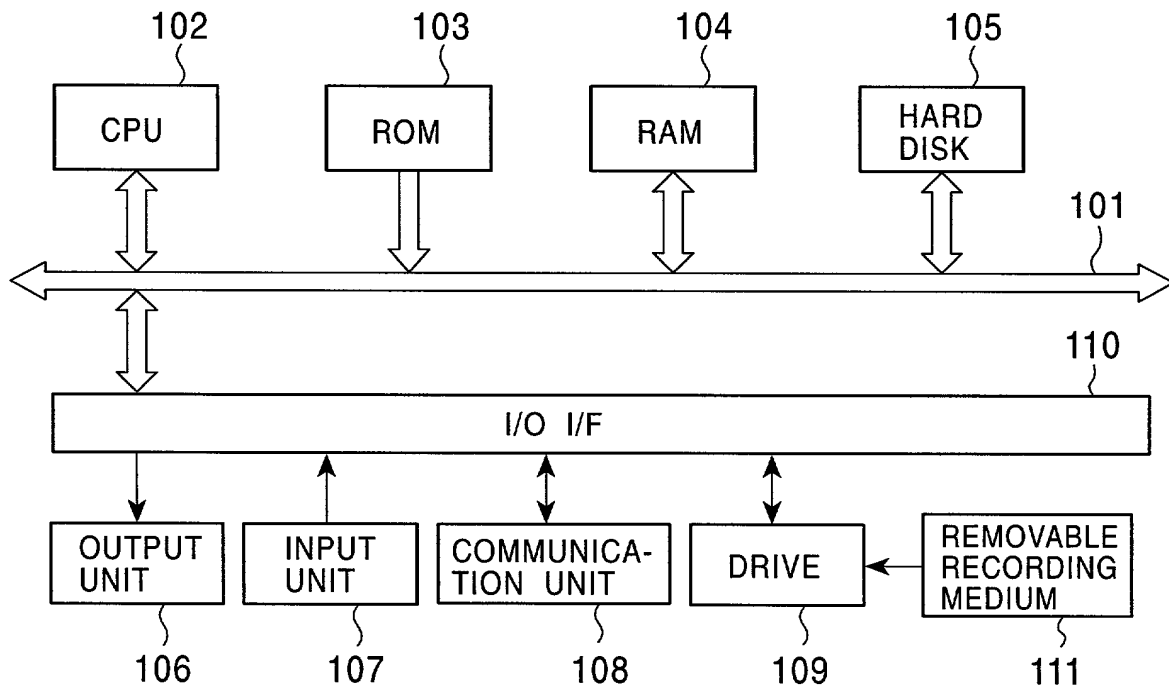 102
103
104
105
CPU
ROM
RAM
HARD
DISK
101
110
I/O I/F
OUTPUT
UNIT
INPUT
UNIT
COMMUNICA-
TION UNIT
DRIVE
REMOVABLE
RECORDING
MEDIUM
106
107
108
109
111